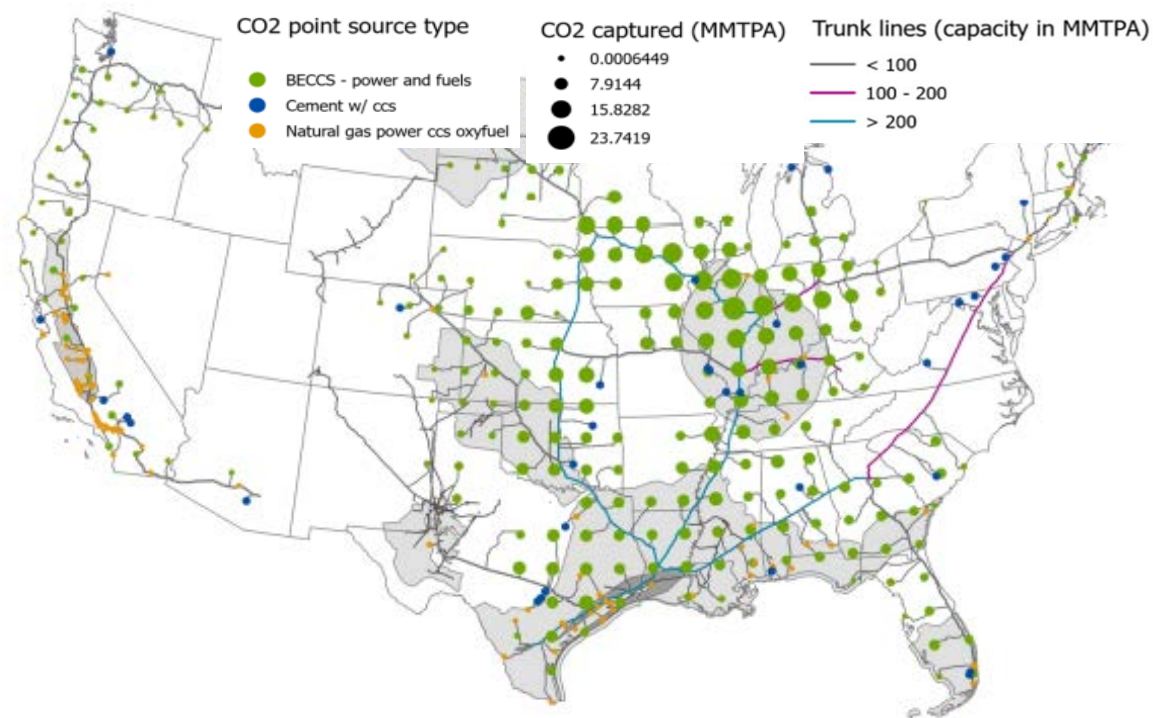 CO2 point source type
BECCS - power and fuels
Cement w/ ccs
Natural gas power ccs oxyfuel
CO2 captured (MMTPA)
0.0006449
7.9144
15.8282
23.7419
Trunk lines (capacity in MMTPA)
< 100
100 - 200
> 200